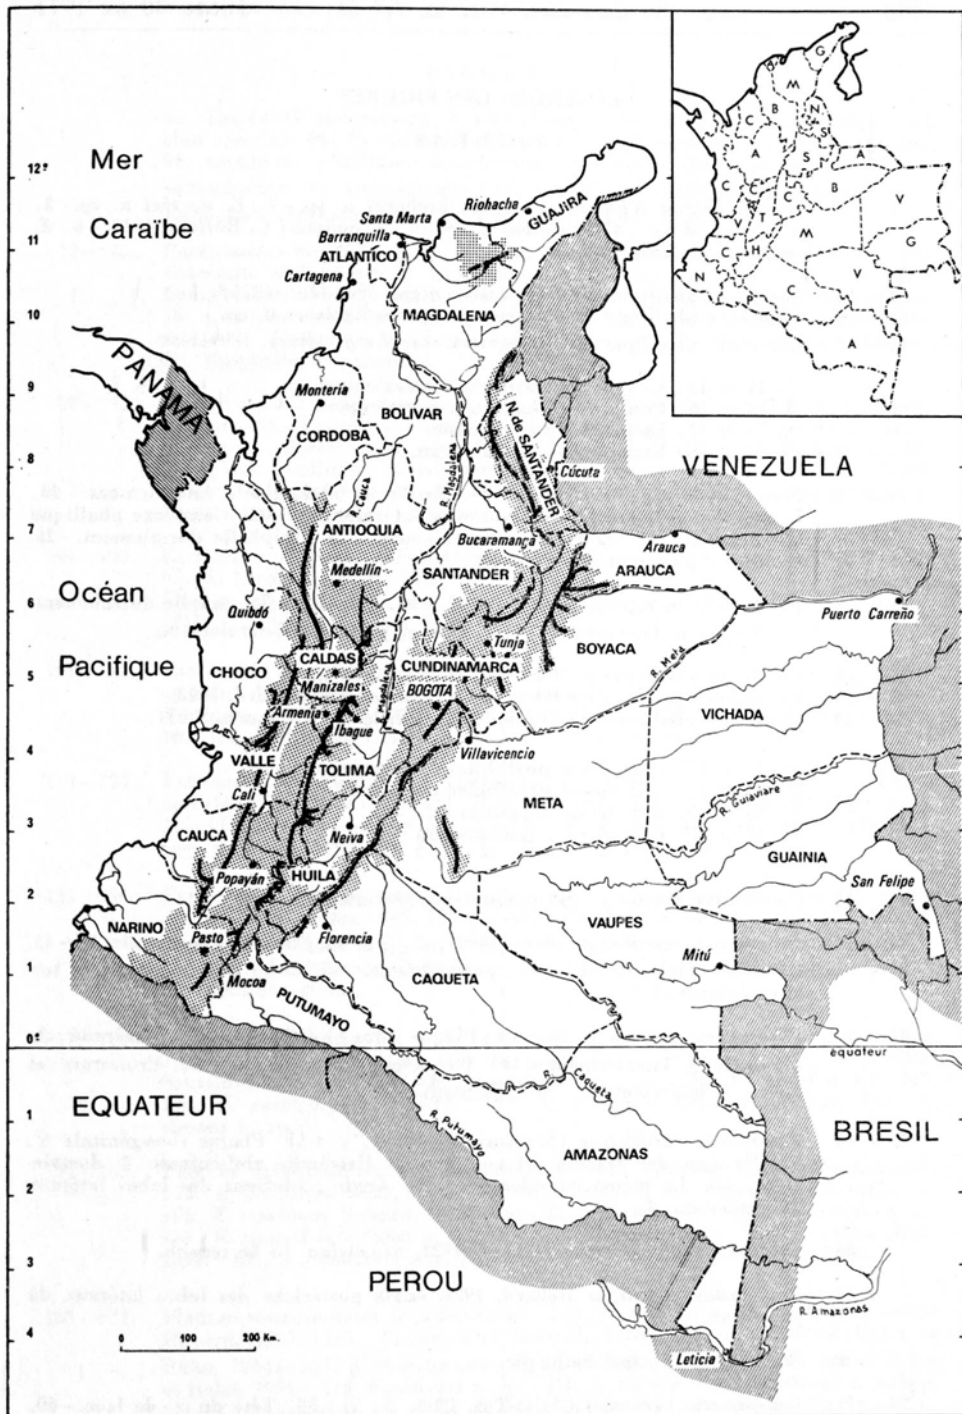 Mer
Caraïbe
Océan
Pacifique
PANAMA
VENEZUELA
EQUATEUR
PEROU
BRESIL
12°
11
10
9
8
7
6
5
4
3
2
1
0°
1
2
3
4
Riohacha
GUAJIRA
Santa Marta
Barranquilla
ATLANTICO
Cartagena
MAGDALENA
Montería
BOLIVAR
CORDOBA
N. de SANTANDER
Cúcuta
R. Magdalena
Cauca
ANTIOQUIA
Bucaramanga
Arauca
ARAUCA
Medellín
SANTANDER
Puerto Carreño
Quibdó
Tunja
BOYACA
CHOCO
CALDAS
CUNDINAMARCA
R. Meta
Manizales
BOGOTA
VICHADA
Armenia
Ibague
Magdalena
Villavicencio
VALLE
TOLIMA
Cali
META
R. Guiaviare
CAUCA
Neiva
GUAINIA
Popayán
HUILA
San Felipe
NARINO
Pasto
Florencia
VAUPES
Mitú
Mocoa
CAQUETA
PUTUMAYO
équateur
Caqueta
R. Putumayo
AMAZONAS
R. Amazonas
Leticia
0 100 200 Km.
A
G
M
B
C
N
S
S
A
A
B
V
C
C
C
V
T
M
G
H
C
V
N
P
C
A